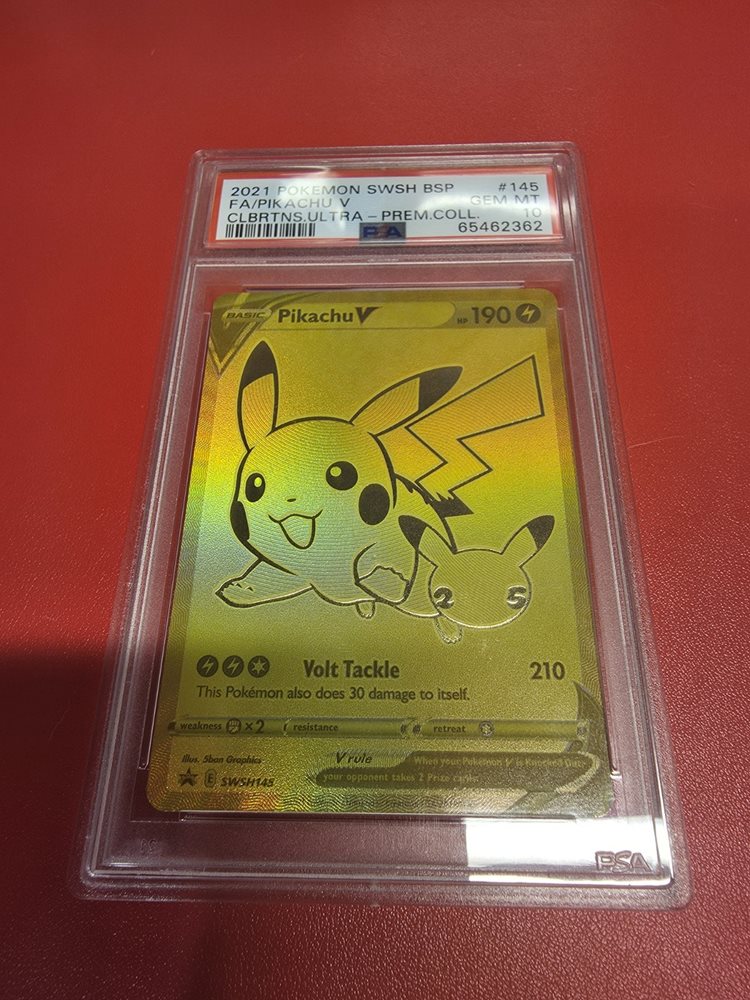 2021 POKEMON SWSH BSP #145
FA/PIKACHU V GEM MT
CLBRTNS.ULTRA-PREM.COLL. 10
PSA 65462362
BASIC Pikachu V HP 190
25
Volt Tackle 210
This Pokémon also does 30 damage to itself.
weakness ×2 resistance retreat
Illus. 5ban Graphics V rule When your Pokémon V is Knocked Out,
your opponent takes 2 Prize cards.
E SWSH145
PSA